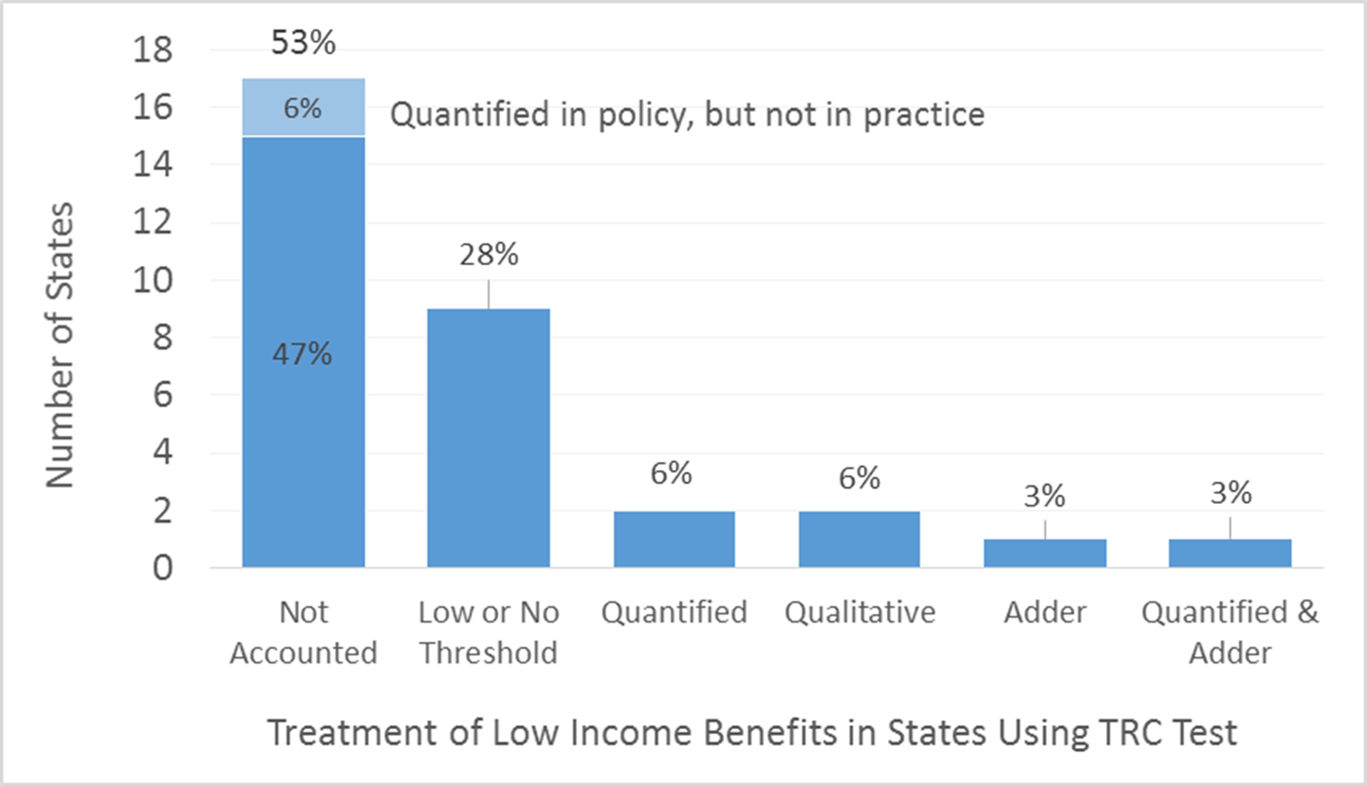 53%
18
16
14
12
10
8
6
4
2
0
Number of States
6%
Quantified in policy, but not in practice
47%
28%
6%
6%
3%
3%
Not
Accounted
Low or No
Threshold
Quantified
Qualitative
Adder
Quantified &
Adder
Treatment of Low Income Benefits in States Using TRC Test